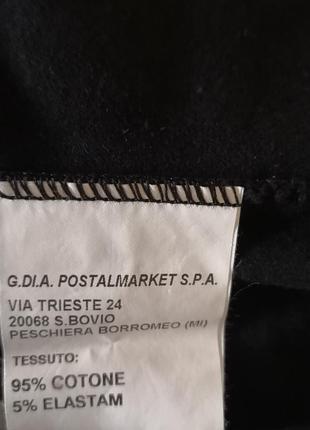 G.DI.A. POSTALMARKET S.P.A.
VIA TRIESTE 24
20068 S.BOVIO
PESCHIERA BORROMEO (MI)
TESSUTO:
95% COTONE
5% ELASTAM